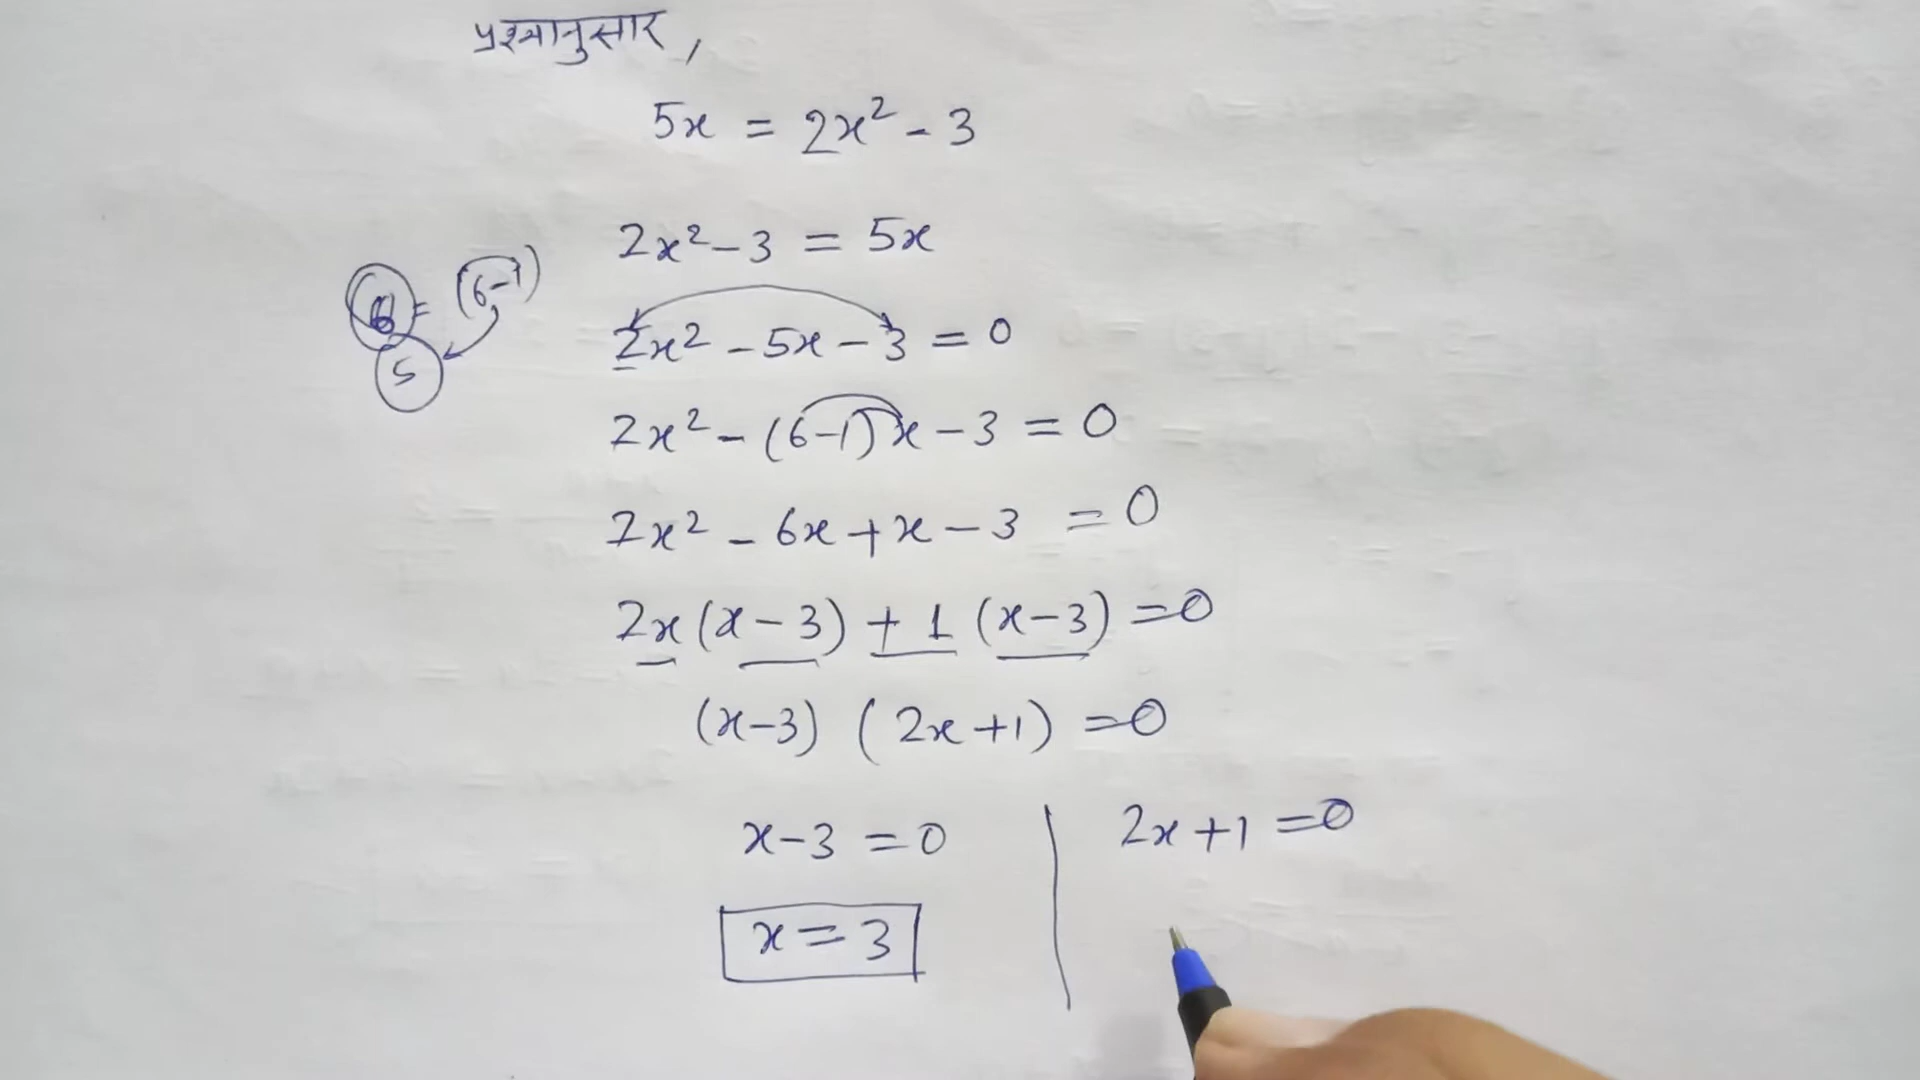 प्रश्नानुसार,
5x = 2x² - 3
2x² - 3 = 5x
6 = (6-1)
5
2x² - 5x - 3 = 0
2x² - (6-1)x - 3 = 0
2x² - 6x + x - 3 = 0
2x(x-3) + 1(x-3) = 0
(x-3) (2x+1) = 0
x-3 = 0 | 2x+1 = 0
x = 3